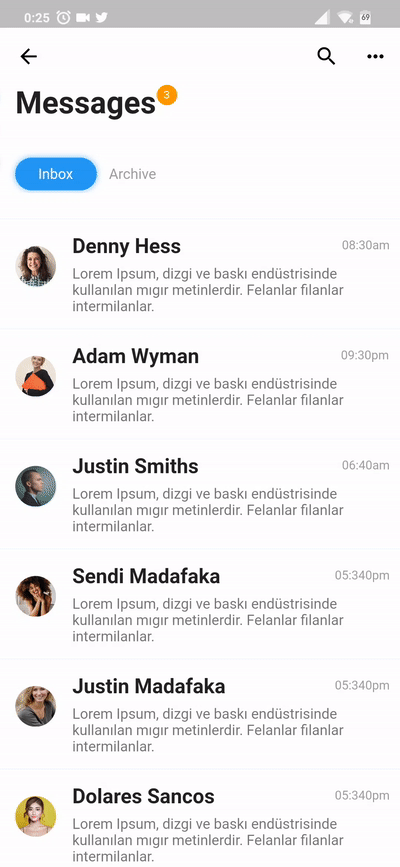 0:25
69
Messages
3
Inbox
Archive
Denny Hess
08:30am
Lorem Ipsum, dizgi ve baskı endüstrisinde
kullanılan mıgır metinlerdir. Felanlar filanlar
intermilanlar.
Adam Wyman
09:30pm
Lorem Ipsum, dizgi ve baskı endüstrisinde
kullanılan mıgır metinlerdir. Felanlar filanlar
intermilanlar.
Justin Smiths
06:40am
Lorem Ipsum, dizgi ve baskı endüstrisinde
kullanılan mıgır metinlerdir. Felanlar filanlar
intermilanlar.
Sendi Madafaka
05:340pm
Lorem Ipsum, dizgi ve baskı endüstrisinde
kullanılan mıgır metinlerdir. Felanlar filanlar
intermilanlar.
Justin Madafaka
05:340pm
Lorem Ipsum, dizgi ve baskı endüstrisinde
kullanılan mıgır metinlerdir. Felanlar filanlar
intermilanlar.
Dolares Sancos
05:340pm
Lorem Ipsum, dizgi ve baskı endüstrisinde
kullanılan mıgır metinlerdir. Felanlar filanlar
intermilanlar.